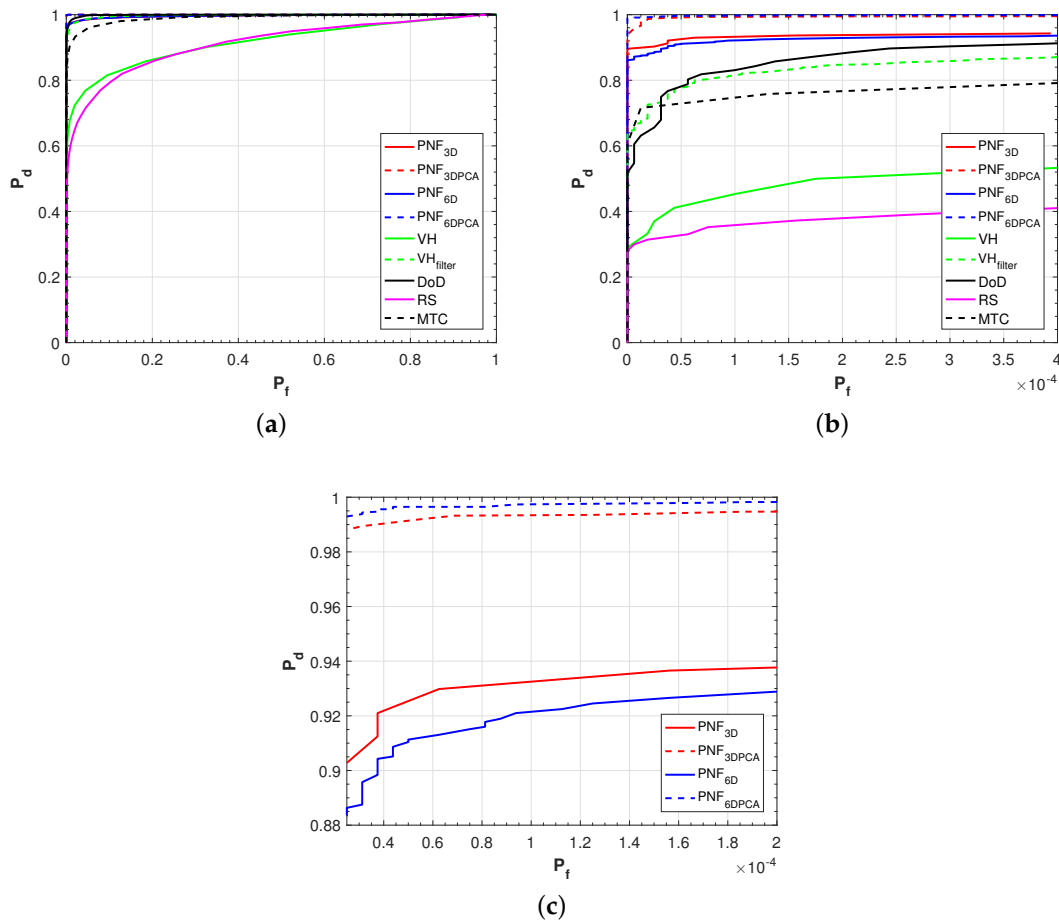 1
0.8
0.6
0.4
0.2
0
P_d
0 0.2 0.4 0.6 0.8 1
P_f
PNF_3D
PNF_3DPCA
PNF_6D
PNF_6DPCA
VH
VH_filter
DoD
RS
MTC
(a)
1
0.8
0.6
0.4
0.2
0
P_d
0 0.5 1 1.5 2 2.5 3 3.5 4
P_f
×10^-4
PNF_3D
PNF_3DPCA
PNF_6D
PNF_6DPCA
VH
VH_filter
DoD
RS
MTC
(b)
1
0.98
0.96
0.94
0.92
0.9
0.88
P_d
0.4 0.6 0.8 1 1.2 1.4 1.6 1.8 2
P_f
×10^-4
PNF_3D
PNF_3DPCA
PNF_6D
PNF_6DPCA
(c)